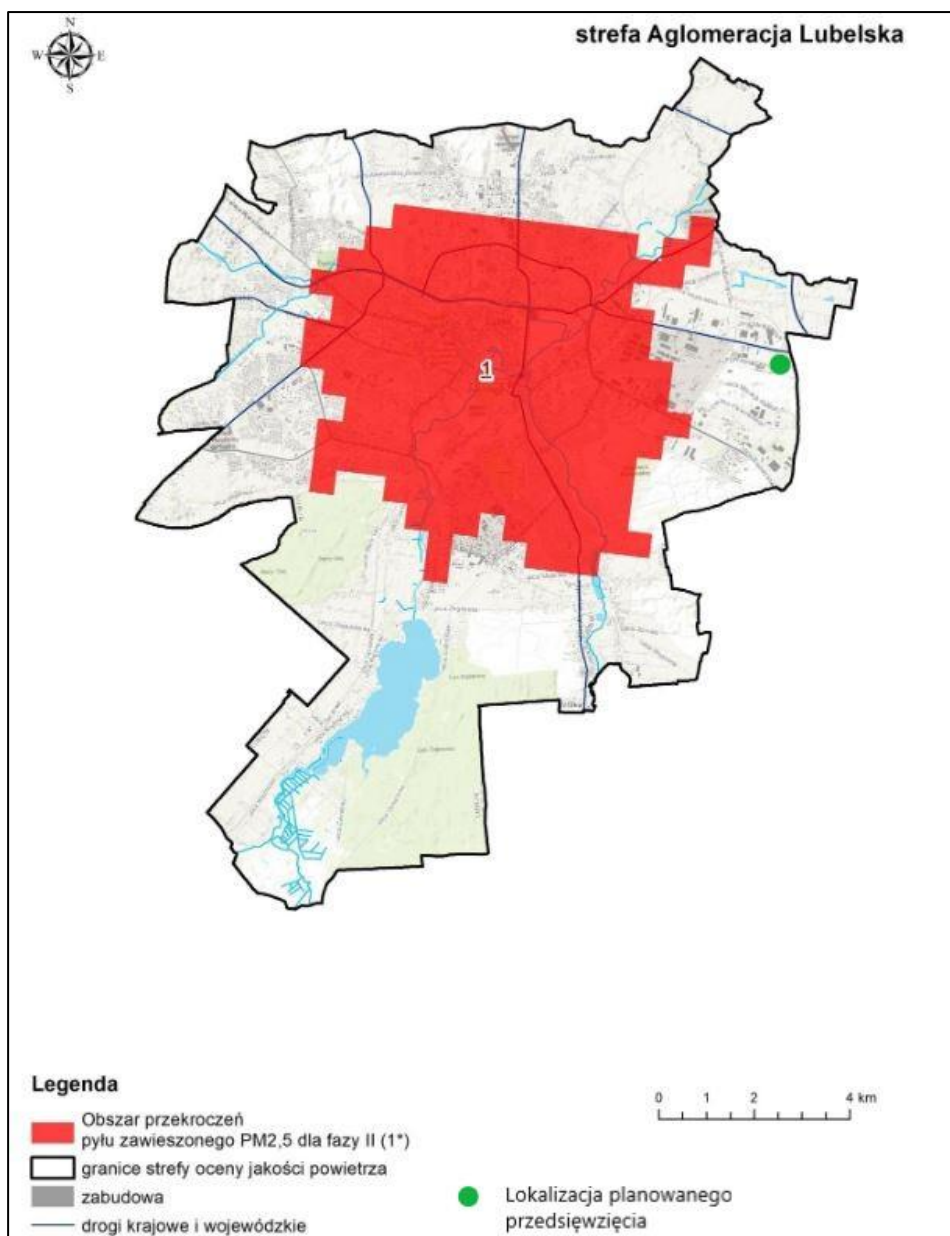 N
W E
S
strefa Aglomeracja Lubelska
1
Legenda
Obszar przekroczeń
pyłu zawieszonego PM2,5 dla fazy II (1*)
granice strefy oceny jakości powietrza
zabudowa
drogi krajowe i wojewódzkie
0 1 2 4 km
Lokalizacja planowanego
przedsięwzięcia